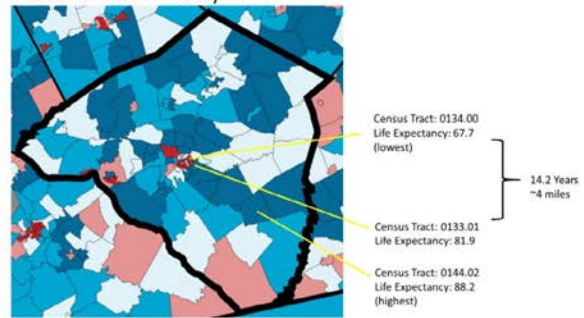 Census Tract: 0134.00
Life Expectancy: 67.7
(lowest)
14.2 Years
~4 miles
Census Tract: 0133.01
Life Expectancy: 81.9
Census Tract: 0144.02
Life Expectancy: 88.2
(highest)